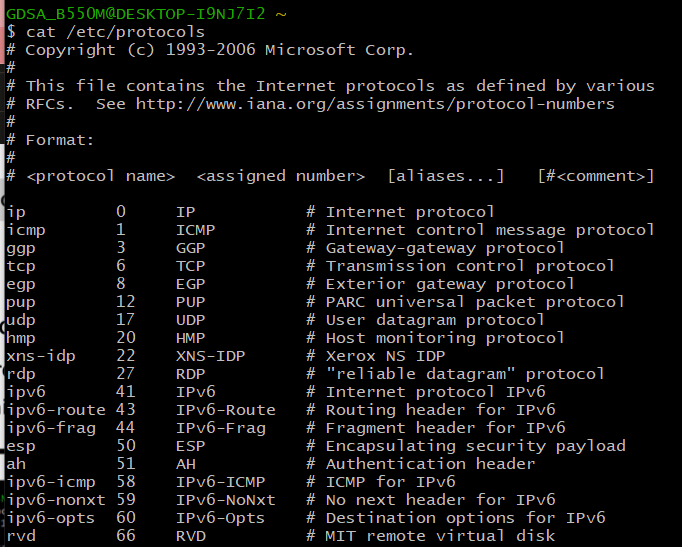 GDSA_B550M@DESKTOP-I9NJ7I2 ~
$ cat /etc/protocols
# Copyright (c) 1993-2006 Microsoft Corp.
#
# This file contains the Internet protocols as defined by various
# RFCs.  See http://www.iana.org/assignments/protocol-numbers
#
# Format:
#
# <protocol name>  <assigned number>  [aliases...]   [#<comment>]

ip         0     IP           # Internet protocol
icmp       1     ICMP         # Internet control message protocol
ggp        3     GGP          # Gateway-gateway protocol
tcp        6     TCP          # Transmission control protocol
egp        8     EGP          # Exterior gateway protocol
pup        12    PUP          # PARC universal packet protocol
udp        17    UDP          # User datagram protocol
hmp        20    HMP          # Host monitoring protocol
xns-idp    22    XNS-IDP      # Xerox NS IDP
rdp        27    RDP          # "reliable datagram" protocol
ipv6       41    IPv6         # Internet protocol IPv6
ipv6-route 43    IPv6-Route   # Routing header for IPv6
ipv6-frag  44    IPv6-Frag    # Fragment header for IPv6
esp        50    ESP          # Encapsulating security payload
ah         51    AH           # Authentication header
ipv6-icmp  58    IPv6-ICMP    # ICMP for IPv6
ipv6-nonxt 59    IPv6-NoNxt   # No next header for IPv6
ipv6-opts  60    IPv6-Opts    # Destination options for IPv6
rvd        66    RVD          # MIT remote virtual disk